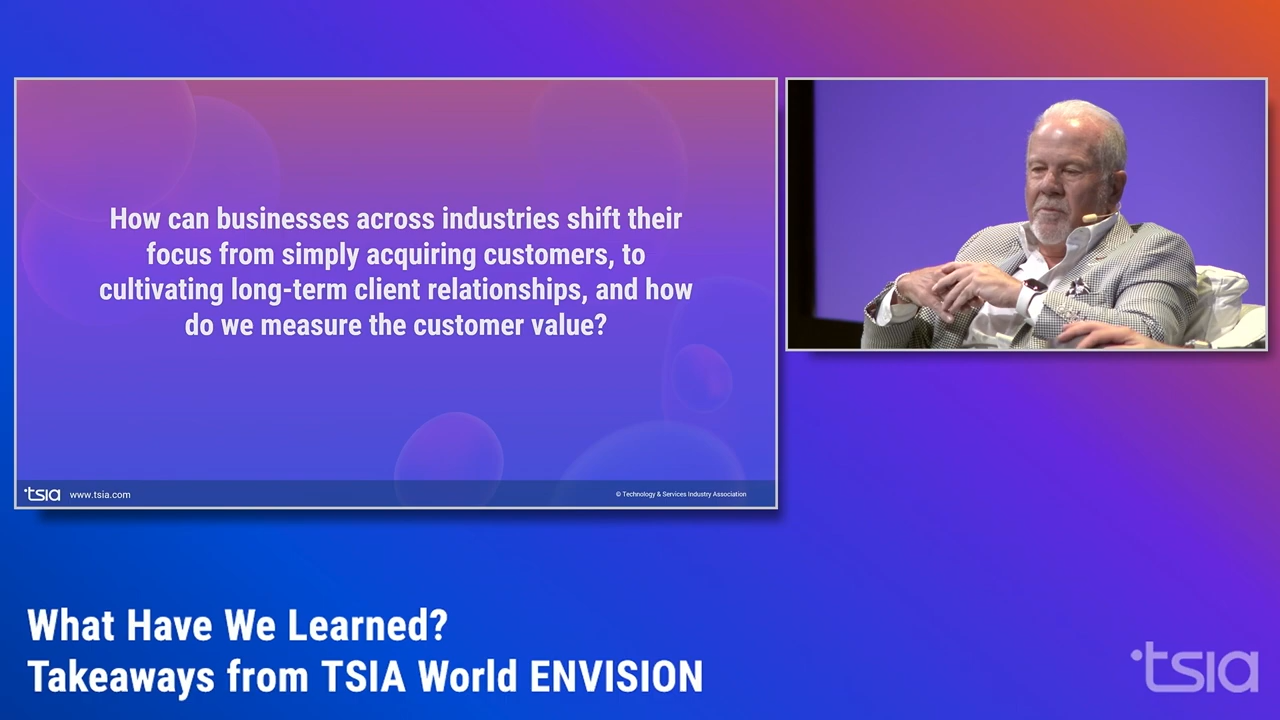 How can businesses across industries shift their
focus from simply acquiring customers, to
cultivating long-term client relationships, and how
do we measure the customer value?
tsia www.tsia.com
© Technology & Services Industry Association
What Have We Learned?
Takeaways from TSIA World ENVISION
tsia